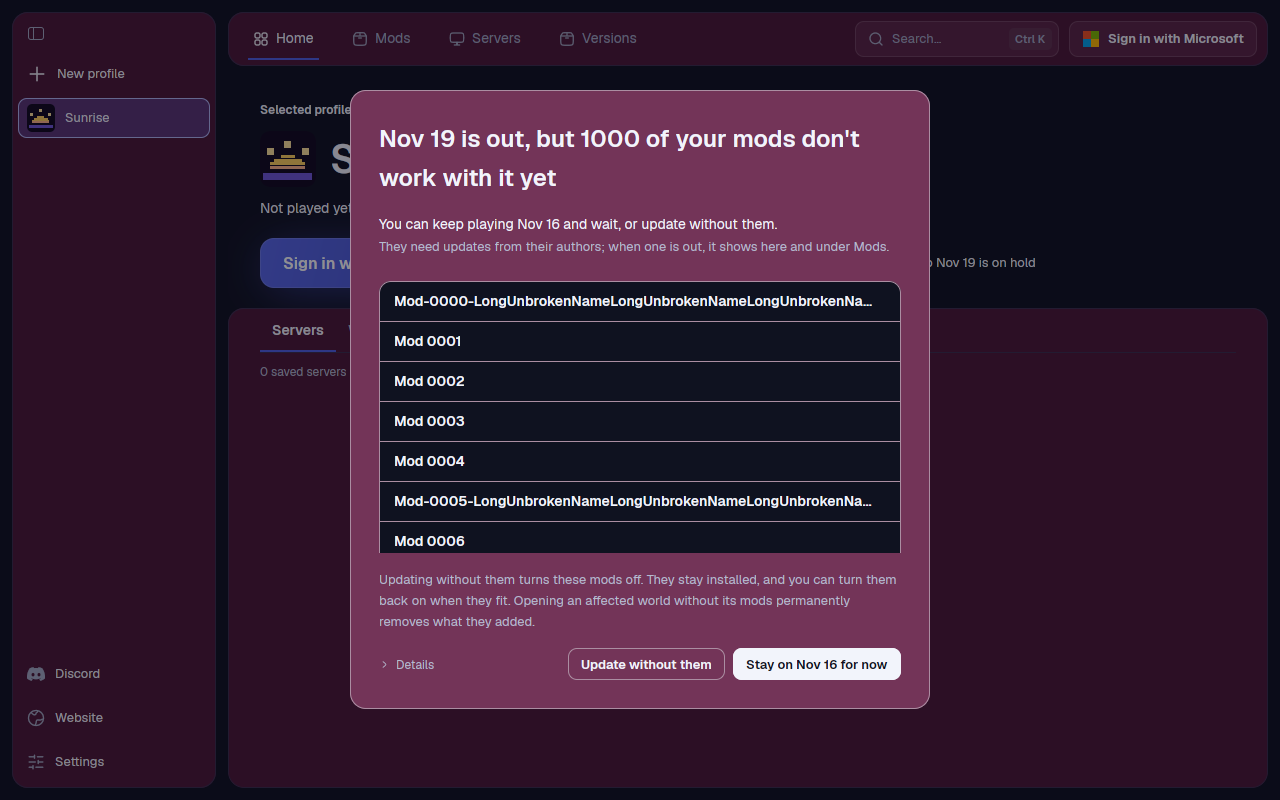 Home
Mods
Servers
Versions
Search...
Ctrl K
Sign in with Microsoft
New profile
Sunrise
Discord
Website
Settings
Selected profile
S
Not played yet
Sign in w
Nov 19 is on hold
Servers
0 saved servers
Nov 19 is out, but 1000 of your mods don't
work with it yet
You can keep playing Nov 16 and wait, or update without them.
They need updates from their authors; when one is out, it shows here and under Mods.
Mod-0000-LongUnbrokenNameLongUnbrokenNameLongUnbrokenNa...
Mod 0001
Mod 0002
Mod 0003
Mod 0004
Mod-0005-LongUnbrokenNameLongUnbrokenNameLongUnbrokenNa...
Mod 0006
Updating without them turns these mods off. They stay installed, and you can turn them
back on when they fit. Opening an affected world without its mods permanently
removes what they added.
Details
Update without them
Stay on Nov 16 for now